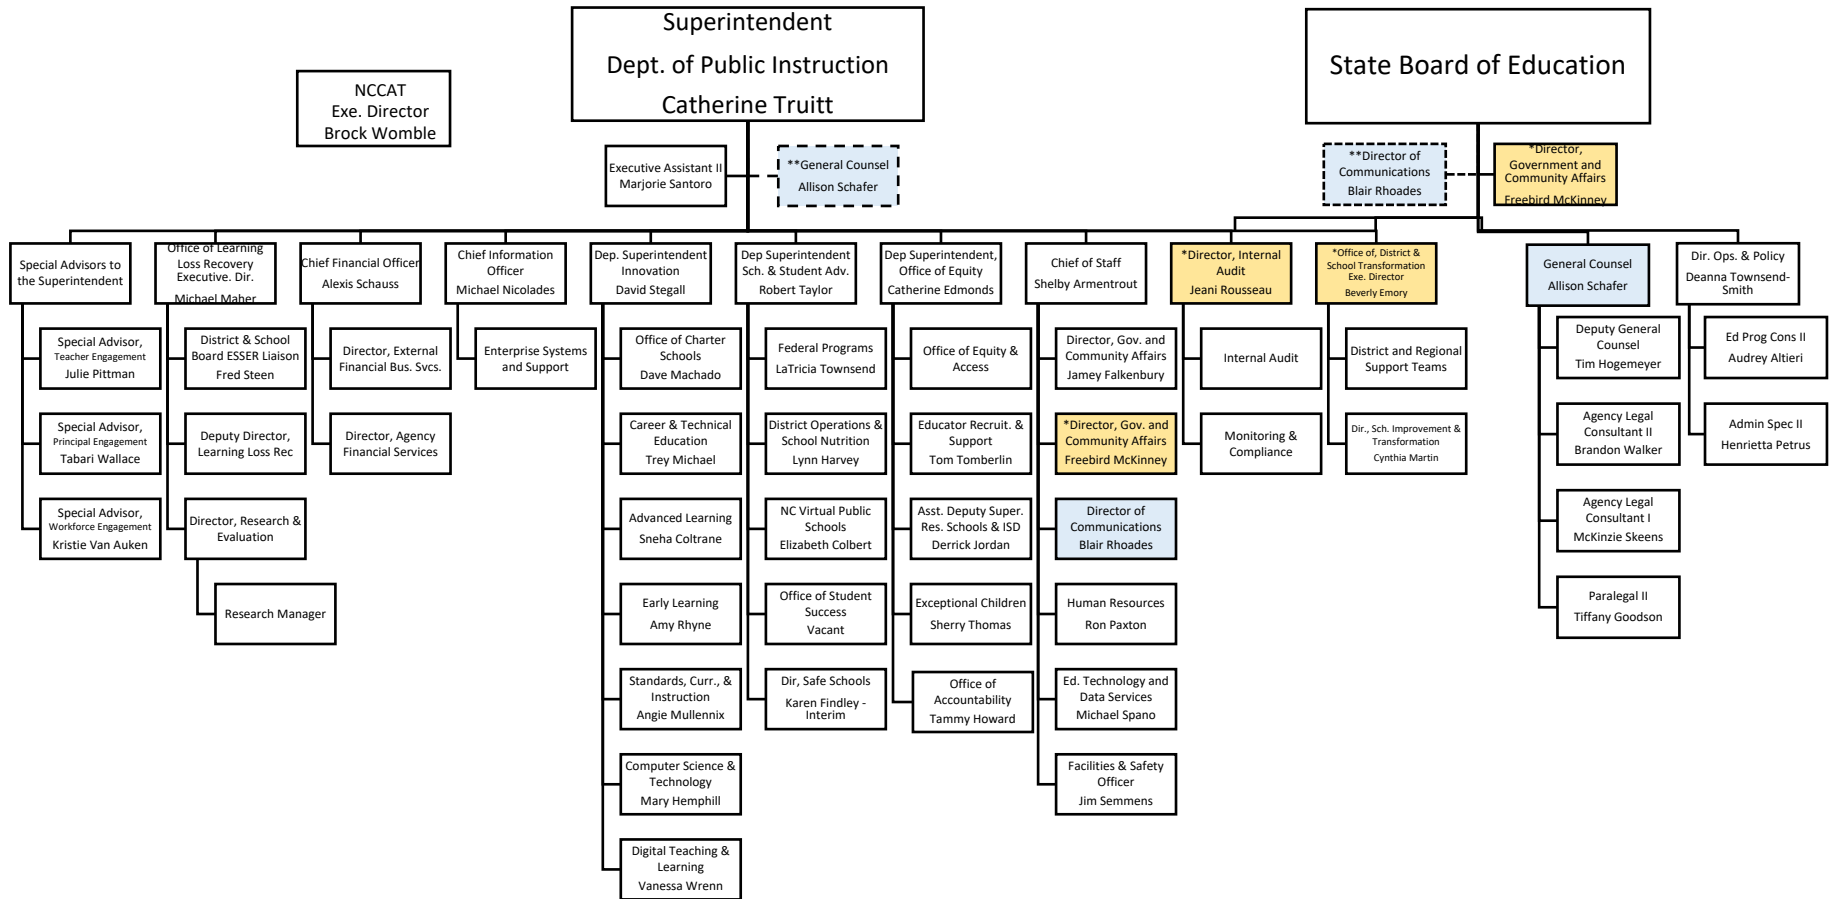 Superintendent
Dept. of Public Instruction
Catherine Truitt
State Board of Education
NCCAT
Exe. Director
Brock Womble
Executive Assistant II
Marjorie Santoro
**General Counsel
Allison Schafer
**Director of
Communications
Blair Rhoades
*Director,
Government and
Community Affairs
Freebird McKinney
Special Advisors to
the Superintendent
Office of Learning
Loss Recovery
Executive. Dir.
Michael Maher
Chief Financial Officer
Alexis Schauss
Chief Information
Officer
Michael Nicolades
Dep. Superintendent
Innovation
David Stegall
Dep Superintendent
Sch. & Student Adv.
Robert Taylor
Dep Superintendent,
Office of Equity
Catherine Edmonds
Chief of Staff
Shelby Armentrout
*Director, Internal
Audit
Jeani Rousseau
*Office of, District &
School Transformation
Exe. Director
Beverly Emory
General Counsel
Allison Schafer
Dir. Ops. & Policy
Deanna Townsend-
Smith
Special Advisor,
Teacher Engagement
Julie Pittman
Special Advisor,
Principal Engagement
Tabari Wallace
Special Advisor,
Workforce Engagement
Kristie Van Auken
District & School
Board ESSER Liaison
Fred Steen
Deputy Director,
Learning Loss Rec
Director, Research &
Evaluation
Research Manager
Director, External
Financial Bus. Svcs.
Director, Agency
Financial Services
Enterprise Systems
and Support
Office of Charter
Schools
Dave Machado
Career & Technical
Education
Trey Michael
Advanced Learning
Sneha Coltrane
Early Learning
Amy Rhyne
Standards, Curr., &
Instruction
Angie Mullennix
Computer Science &
Technology
Mary Hemphill
Digital Teaching &
Learning
Vanessa Wrenn
Federal Programs
LaTricia Townsend
District Operations &
School Nutrition
Lynn Harvey
NC Virtual Public
Schools
Elizabeth Colbert
Office of Student
Success
Vacant
Dir, Safe Schools
Karen Findley -
Interim
Office of Equity &
Access
Educator Recruit. &
Support
Tom Tomberlin
Asst. Deputy Super.
Res. Schools & ISD
Derrick Jordan
Exceptional Children
Sherry Thomas
Office of
Accountability
Tammy Howard
Director, Gov. and
Community Affairs
Jamey Falkenbury
*Director, Gov. and
Community Affairs
Freebird McKinney
Director of
Communications
Blair Rhoades
Human Resources
Ron Paxton
Ed. Technology and
Data Services
Michael Spano
Facilities & Safety
Officer
Jim Semmens
Internal Audit
Monitoring &
Compliance
District and Regional
Support Teams
Dir., Sch. Improvement &
Transformation
Cynthia Martin
Deputy General
Counsel
Tim Hogemeyer
Agency Legal
Consultant II
Brandon Walker
Agency Legal
Consultant I
McKinzie Skeens
Paralegal II
Tiffany Goodson
Ed Prog Cons II
Audrey Altieri
Admin Spec II
Henrietta Petrus